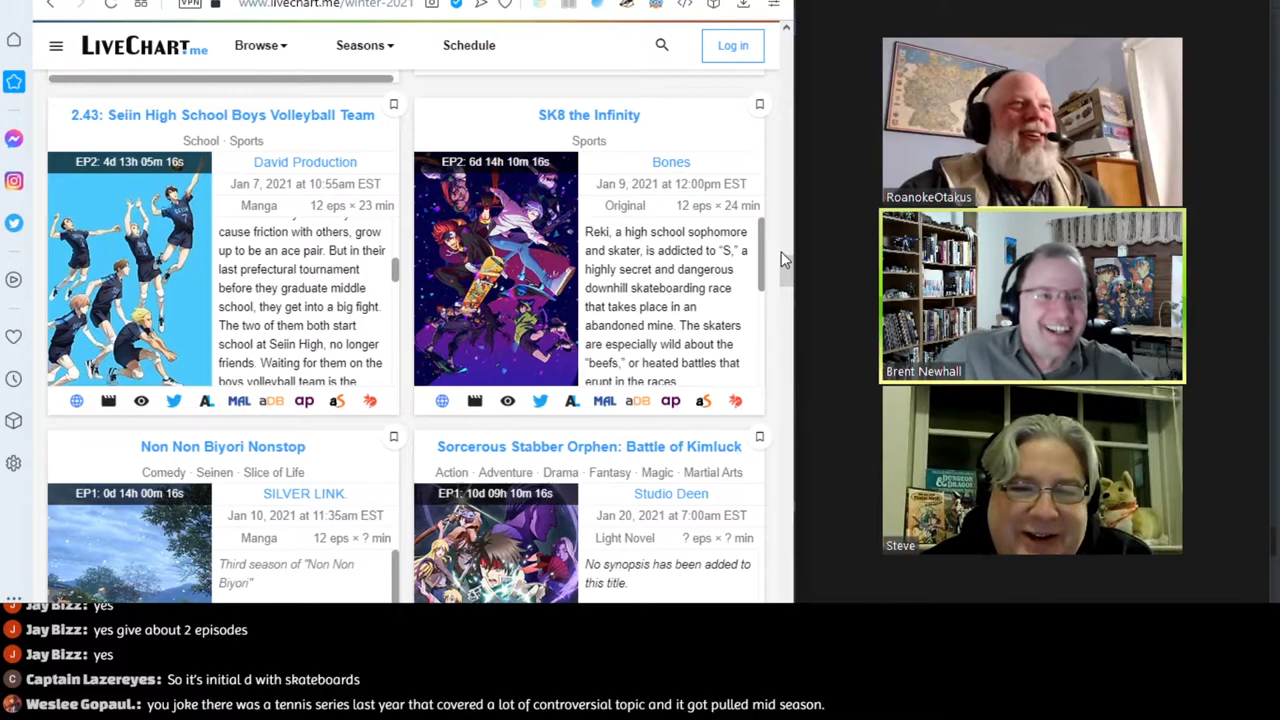 VPN
www.livechart.me/winter-2021
LIVECHART.me
Browse
Seasons
Schedule
Log in
2.43: Seiin High School Boys Volleyball Team
School · Sports
EP2: 4d 13h 05m 16s
David Production
Jan 7, 2021 at 10:55am EST
Manga 12 eps × 23 min
cause friction with others, grow
up to be an ace pair. But in their
last prefectural tournament
before they graduate middle
school, they get into a big fight.
The two of them both start
school at Seiin High, no longer
friends. Waiting for them on the
boys volleyball team is the
MAL aDB ap aS
SK8 the Infinity
Sports
EP2: 6d 14h 10m 16s
Bones
Jan 9, 2021 at 12:00pm EST
Original 12 eps × 24 min
Reki, a high school sophomore
and skater, is addicted to “S,” a
highly secret and dangerous
downhill skateboarding race
that takes place in an
abandoned mine. The skaters
are especially wild about the
“beefs,” or heated battles that
erupt in the races.
MAL aDB ap aS
Non Non Biyori Nonstop
Comedy · Seinen · Slice of Life
EP1: 0d 14h 00m 16s
SILVER LINK.
Jan 10, 2021 at 11:35am EST
Manga 12 eps × ? min
Third season of "Non Non
Biyori"
Sorcerous Stabber Orphen: Battle of Kimluck
Action · Adventure · Drama · Fantasy · Magic · Martial Arts
EP1: 10d 09h 10m 16s
Studio Deen
Jan 20, 2021 at 7:00am EST
Light Novel ? eps × ? min
No synopsis has been added to
this title.
RoanokeOtakus
Brent Newhall
DUNGEON
& DRAGONS
Steve
J Jay Bizz: yes
J Jay Bizz: yes give about 2 episodes
J Jay Bizz: yes
C Captain Lazereyes: So it's initial d with skateboards
Weslee Gopaul.: you joke there was a tennis series last year that covered a lot of controversial topic and it got pulled mid season.